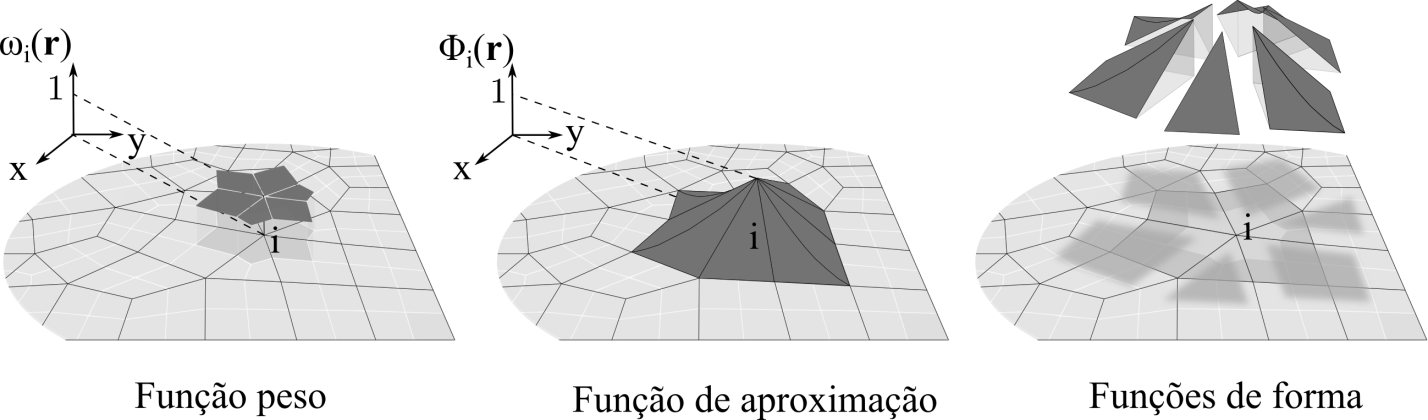 ωi(r)
1
y
x
i
Função peso
Φi(r)
1
y
x
i
Função de aproximação
i
Funções de forma